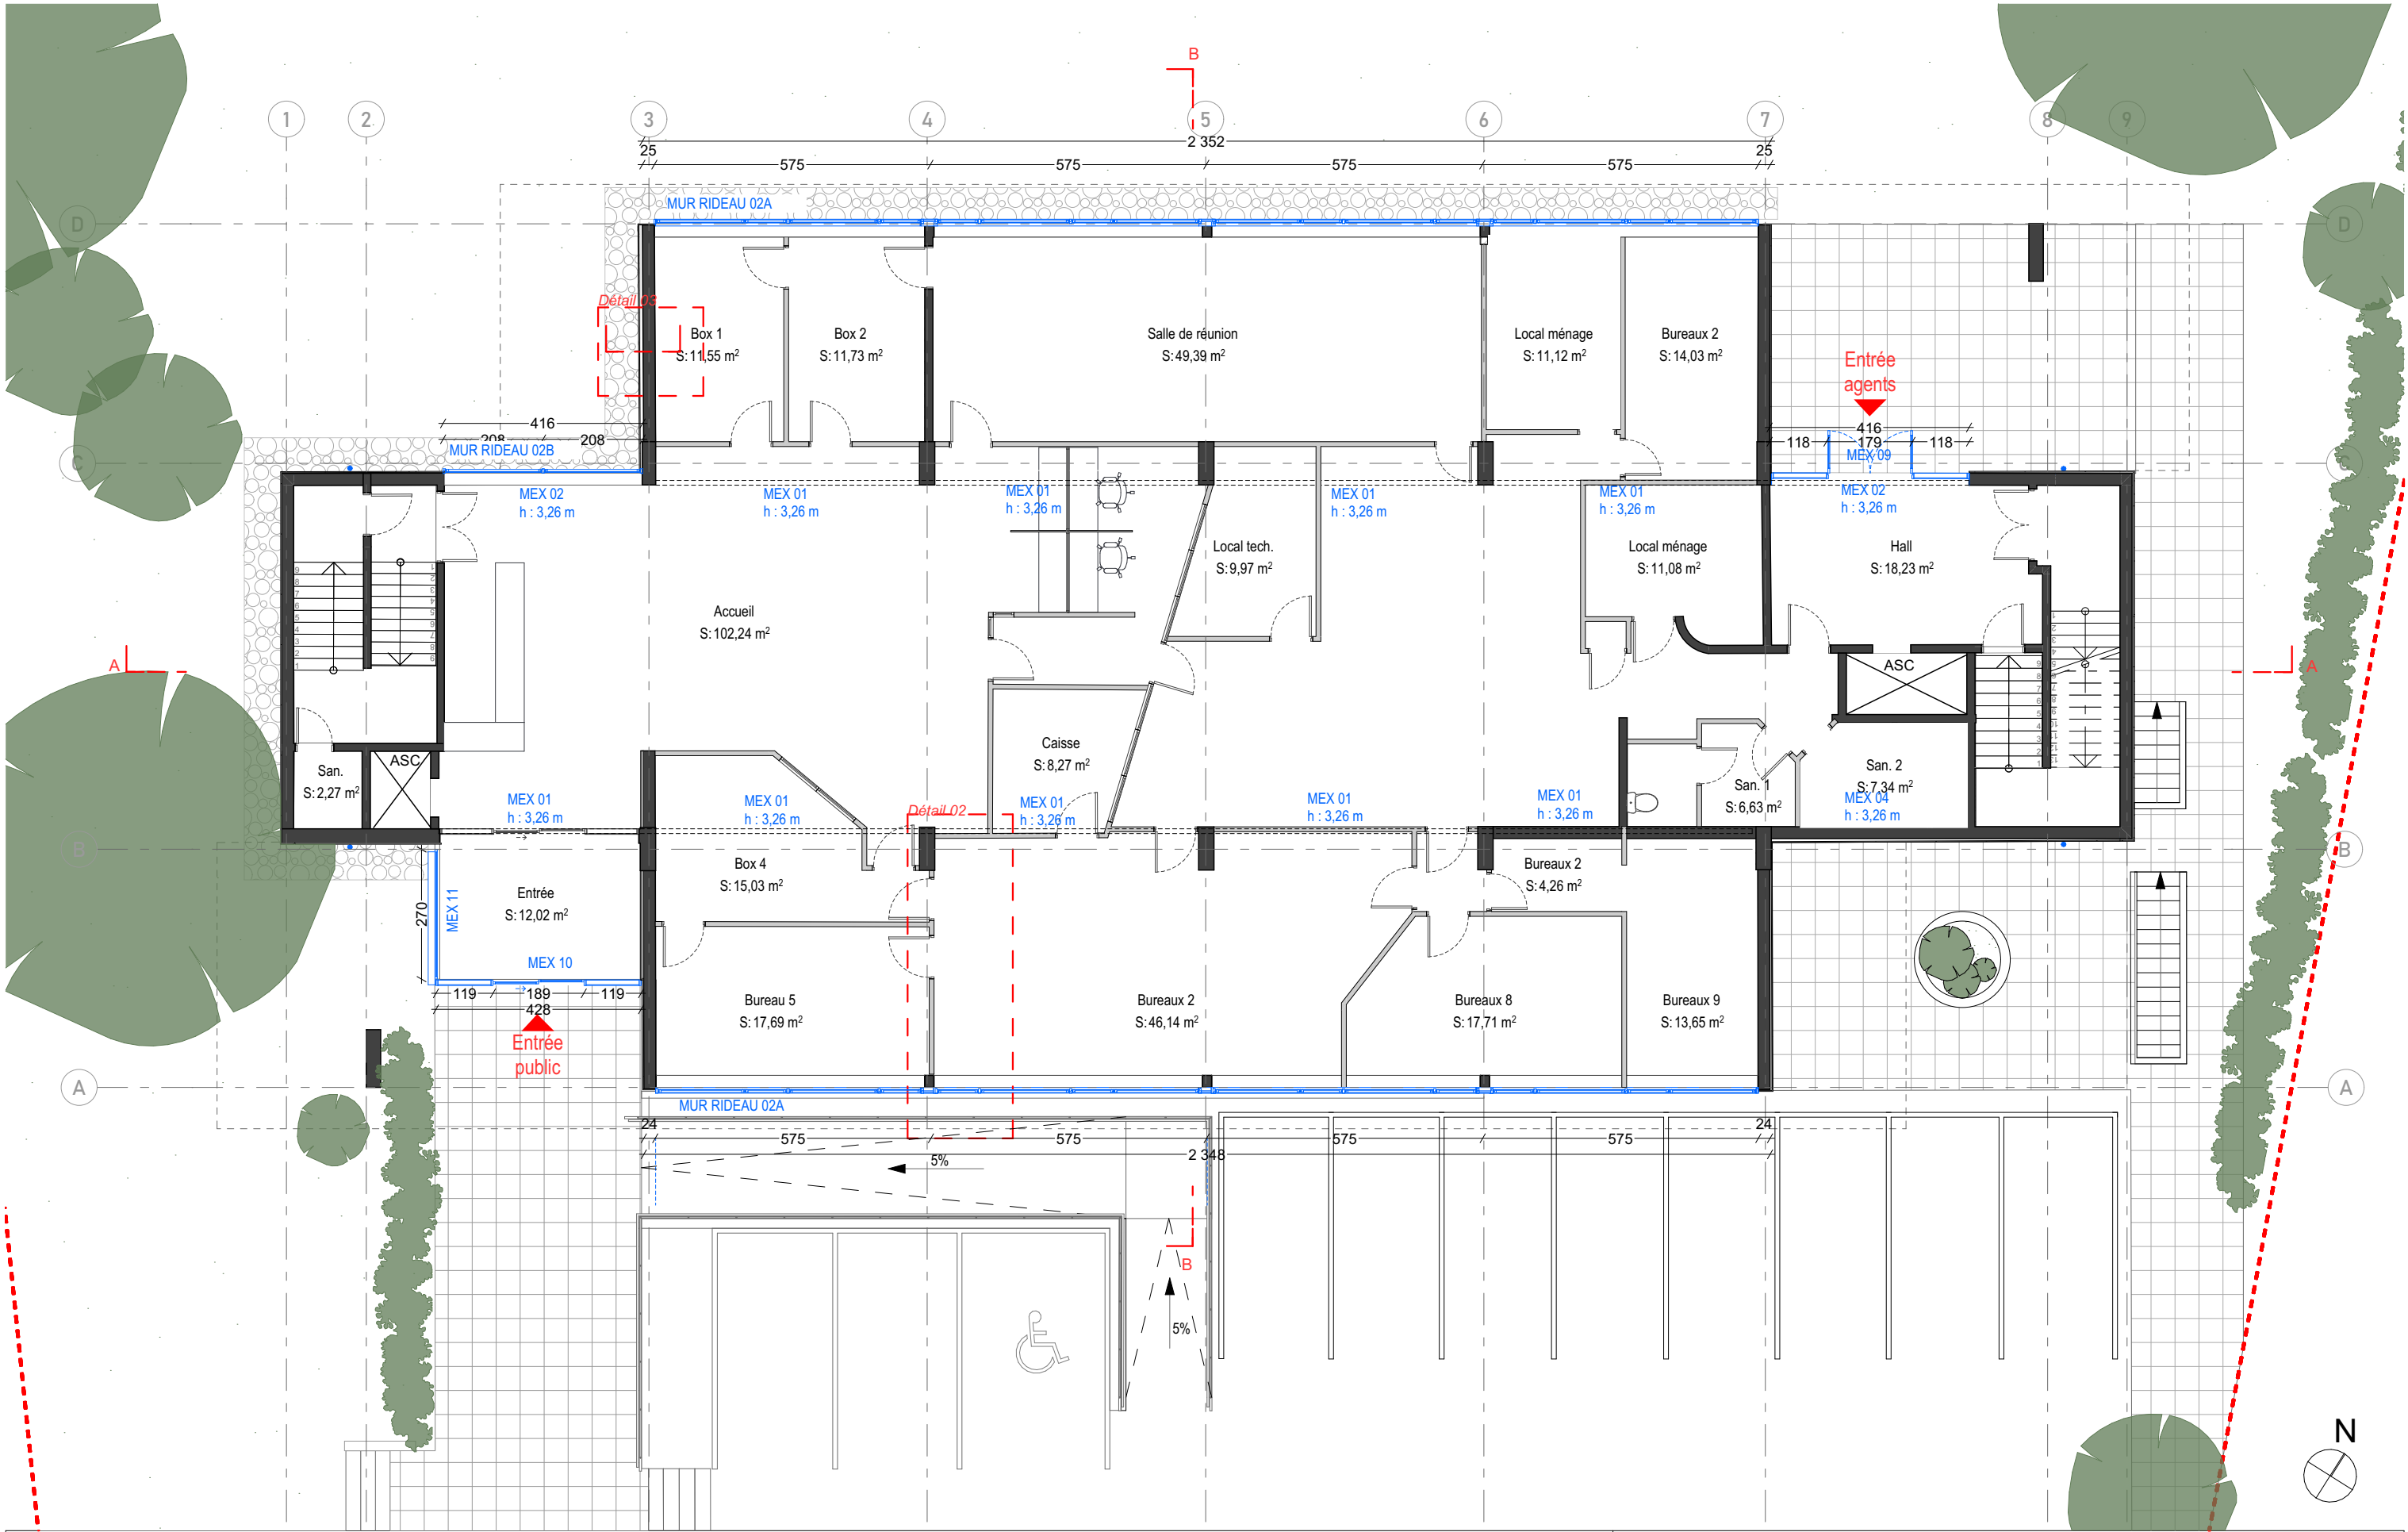 B
1
2
3
4
5
6
7
8
9
2 352
25
575
575
575
575
25
MUR RIDEAU 02A
D
D
Détail 03
Box 1
S: 11,55 m²
Box 2
S: 11,73 m²
Salle de réunion
S: 49,39 m²
Local ménage
S: 11,12 m²
Bureaux 2
S: 14,03 m²
Entrée
agents
416
208
208
MUR RIDEAU 02B
416
118
179
118
MEX 09
C
C
MEX 02
h : 3,26 m
MEX 01
h : 3,26 m
MEX 01
h : 3,26 m
MEX 01
h : 3,26 m
MEX 01
h : 3,26 m
MEX 02
h : 3,26 m
Local tech.
S: 9,97 m²
Local ménage
S: 11,08 m²
Hall
S: 18,23 m²
Accueil
S: 102,24 m²
A
A
ASC
Caisse
S: 8,27 m²
San.
S: 2,27 m²
ASC
San. 1
S: 6,63 m²
San. 2
S: 7,34 m²
MEX 01
h : 3,26 m
MEX 01
h : 3,26 m
MEX 01
h : 3,26 m
MEX 01
h : 3,26 m
MEX 01
h : 3,26 m
MEX 04
h : 3,26 m
Détail 02
B
B
Box 4
S: 15,03 m²
Bureaux 2
S: 4,26 m²
Entrée
S: 12,02 m²
270
MEX 11
MEX 10
119
189
119
428
Entrée
public
Bureau 5
S: 17,69 m²
Bureaux 2
S: 46,14 m²
Bureaux 8
S: 17,71 m²
Bureaux 9
S: 13,65 m²
A
A
MUR RIDEAU 02A
24
575
575
575
575
24
2 348
5%
B
5%
N